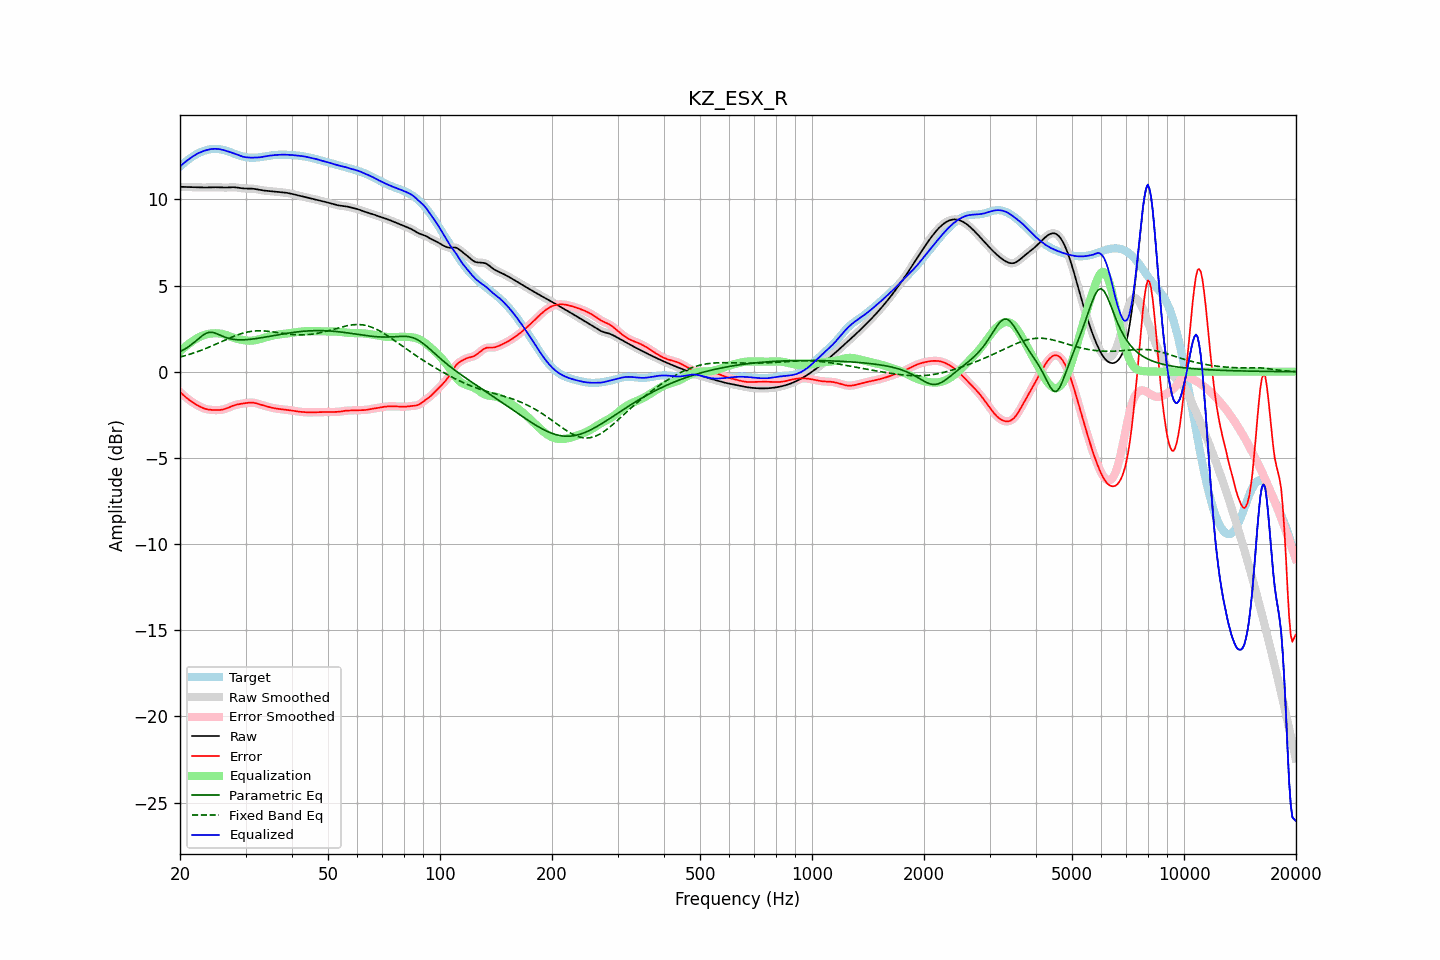 KZ_ESX_R
Amplitude (dBr)
10
5
0
−5
−10
−15
−20
−25
Target
Raw Smoothed
Error Smoothed
Raw
Error
Equalization
Parametric Eq
Fixed Band Eq
Equalized
20 50 100 200 500 1000 2000 5000 10000 20000
Frequency (Hz)